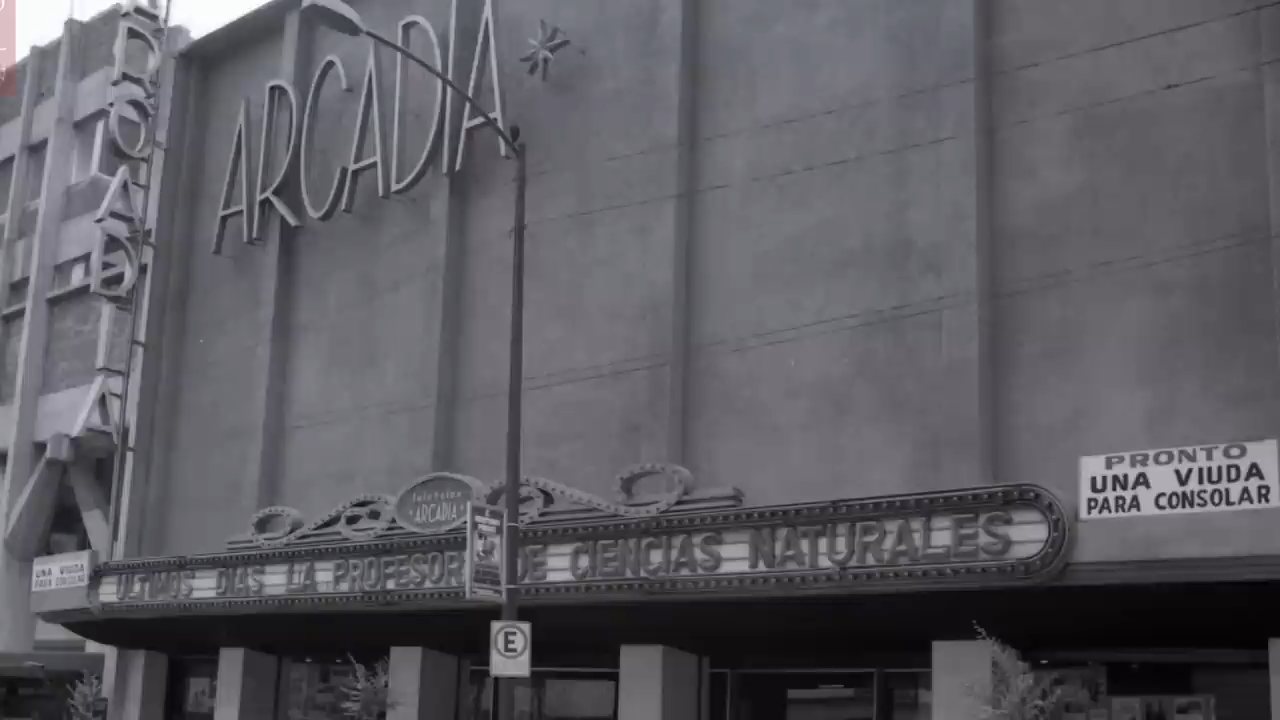 ARCADIA
ARCADIA
ARCADIA
ULTIMOS DIAS LA PROFESORA DE CIENCIAS NATURALES
PRONTO
UNA VIUDA
PARA CONSOLAR
UNA VIUDA
PARA CONSOLAR
E